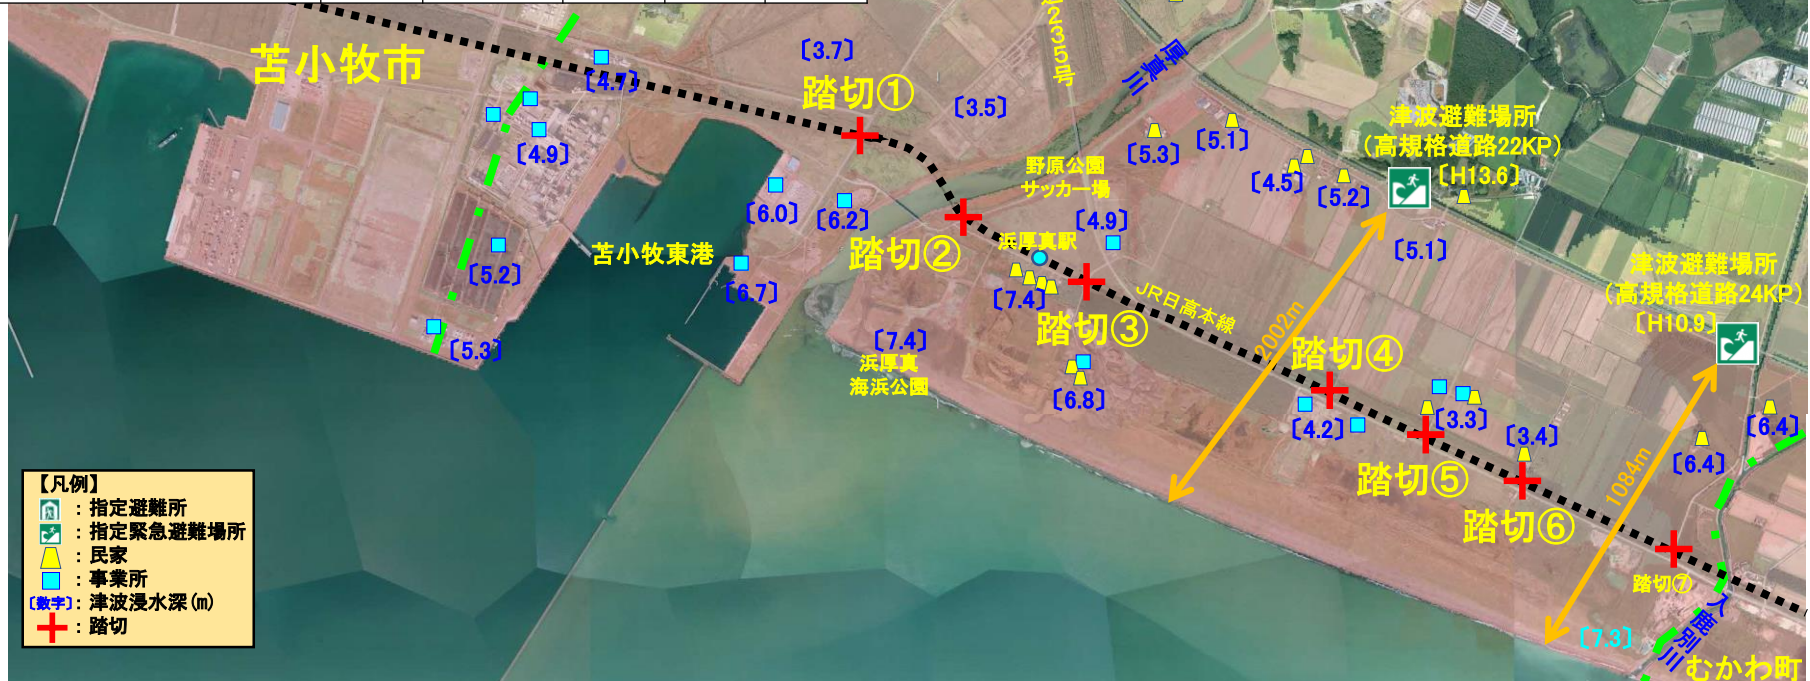 苫小牧市
〔4.7〕
〔3.7〕
踏切①
〔3.5〕
235号
厚真川
〔4.9〕
〔5.3〕
〔5.1〕
津波避難場所
(高規格道路22KP)
〔H13.6〕
野原公園
サッカー場
〔4.5〕
〔5.2〕
〔6.0〕
〔6.2〕
〔4.9〕
踏切②
浜厚真駅
〔5.1〕
苫小牧東港
〔5.2〕
〔6.7〕
〔7.4〕
JR日高本線
津波避難場所
(高規格道路24KP)
〔H10.9〕
踏切③
2002m
〔5.3〕
〔7.4〕
浜厚真
海浜公園
踏切④
〔6.8〕
〔4.2〕
〔3.3〕
〔3.4〕
〔6.4〕
〔6.4〕
踏切⑤
1084m
踏切⑥
踏切⑦
入鹿別川
〔7.3〕
むかわ町
【凡例】
：指定避難所
：指定緊急避難場所
：民家
：事業所
〔数字〕：津波浸水深(m)
：踏切